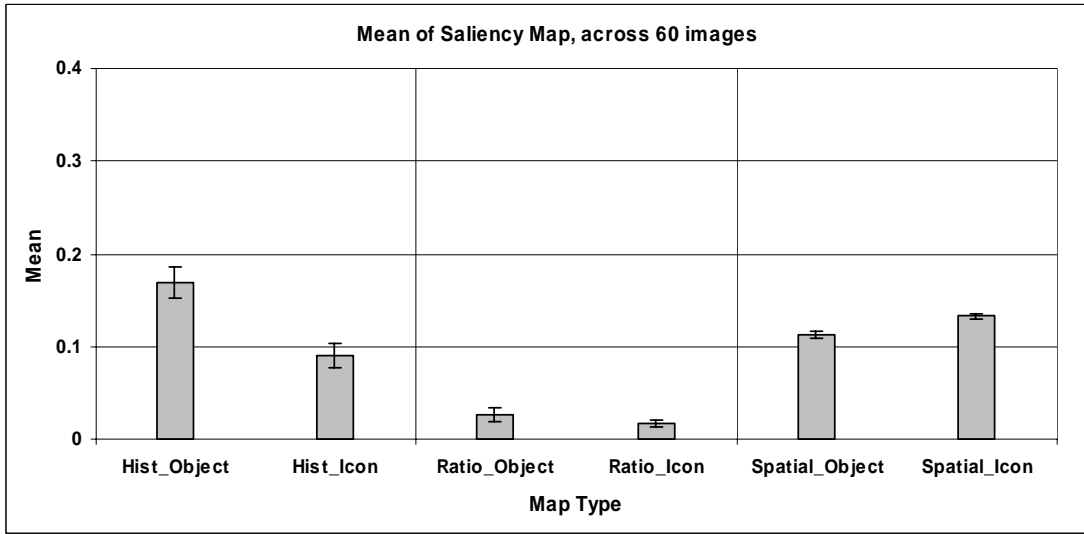 Mean of Saliency Map, across 60 images
0.4
0.3
0.2
0.1
0
Mean
Hist_Object Hist_Icon Ratio_Object Ratio_Icon Spatial_Object Spatial_Icon
Map Type